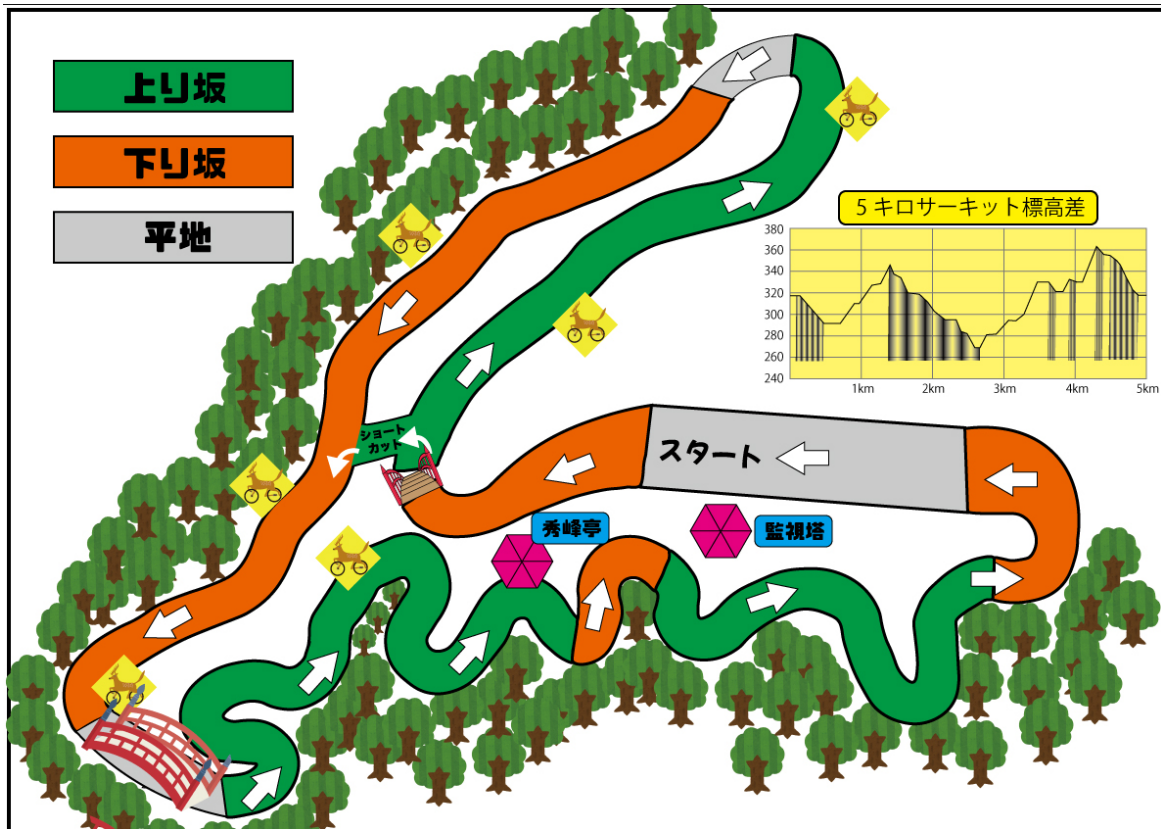 上り坂
下り坂
平地
5キロサーキット標高差
380
360
340
320
300
280
260
240
1km
2km
3km
4km
5km
ショート
カット
スタート
秀峰亭
監視塔